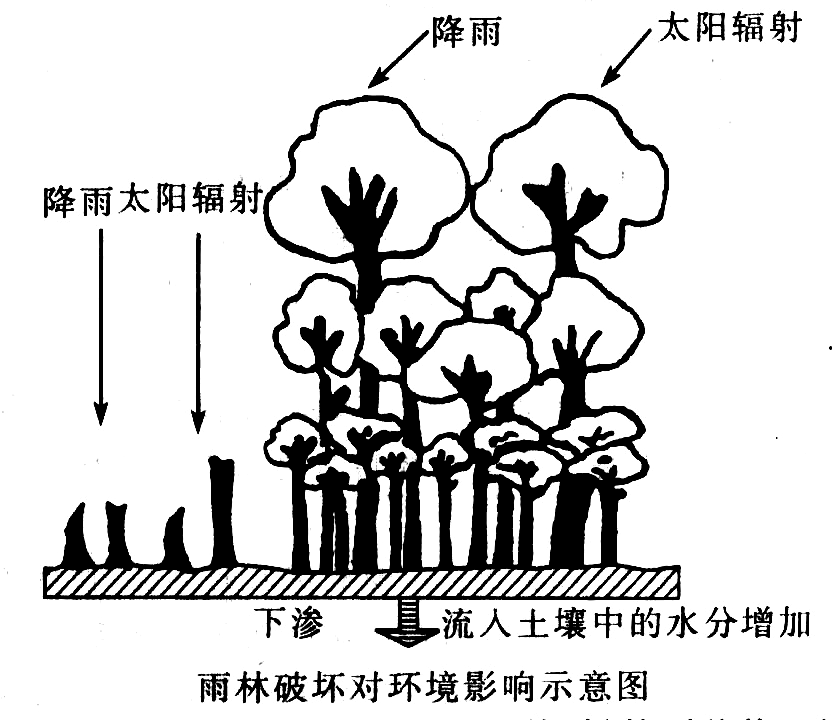 降雨
太阳辐射
降雨太阳辐射
下渗
流入土壤中的水分增加
雨林破坏对环境影响示意图